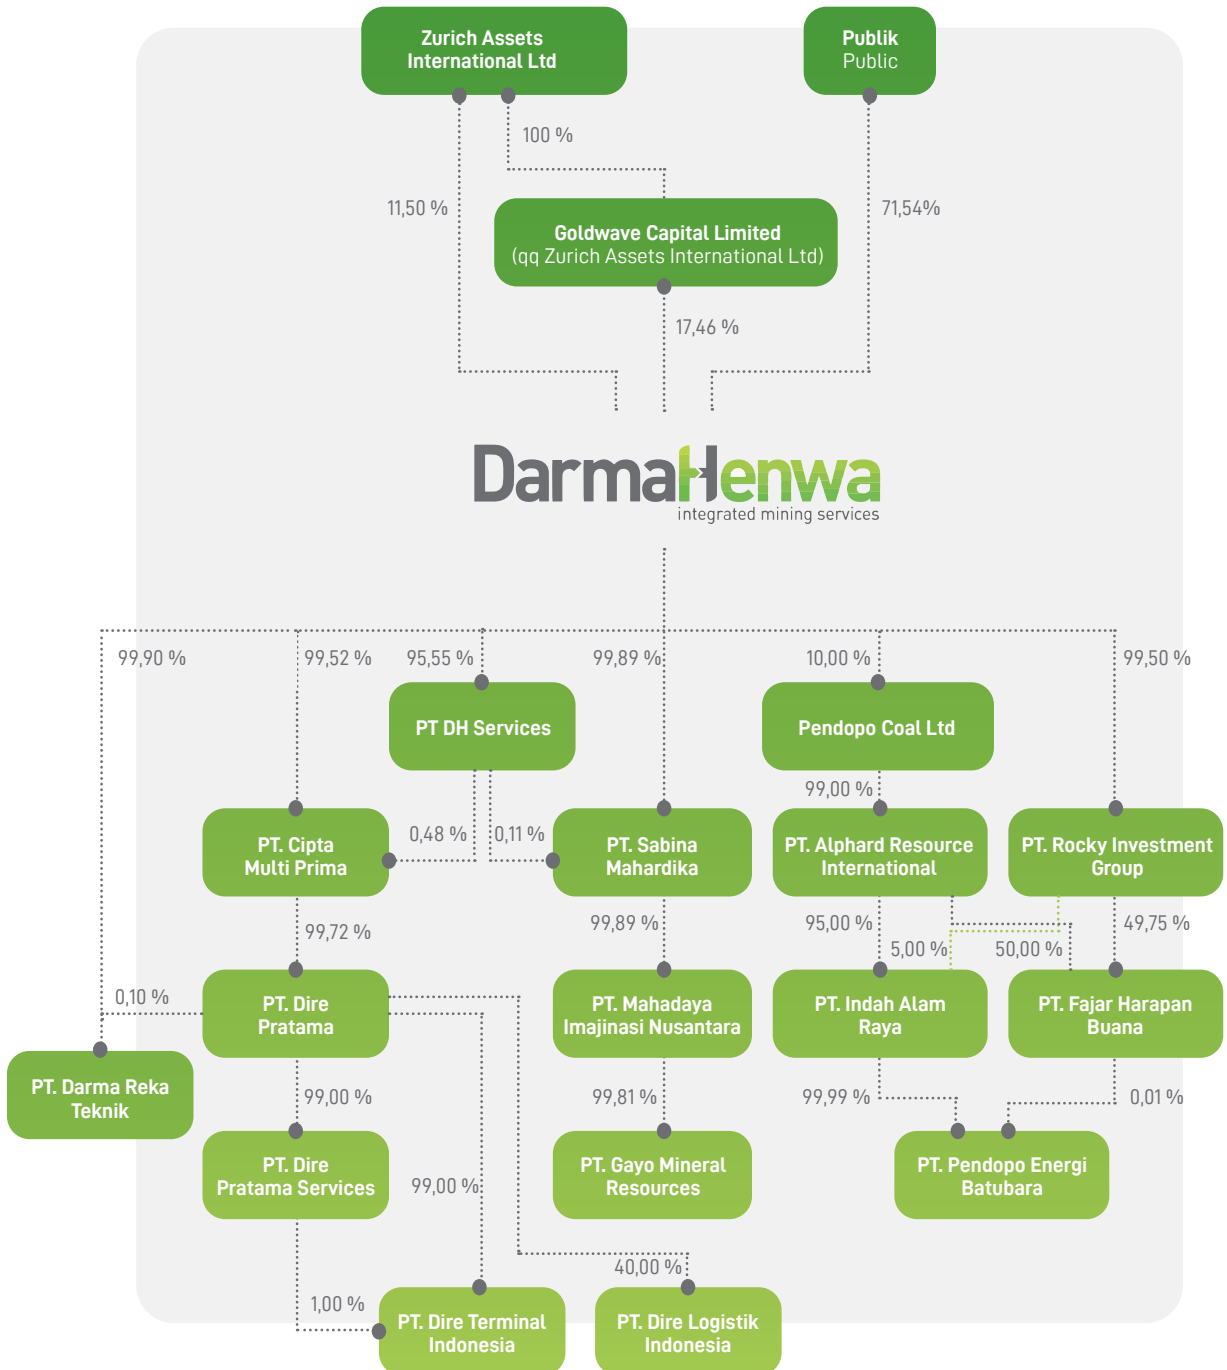 Zurich Assets
International Ltd
Publik
Public
100 %
11,50 %
71,54%
Goldwave Capital Limited
(qq Zurich Assets International Ltd)
17,46 %
DarmaHenwa
integrated mining services
99,90 %
99,52 %
95,55 %
99,89 %
10,00 %
99,50 %
PT DH Services
Pendopo Coal Ltd
99,00 %
0,48 %
0,11 %
PT. Cipta
Multi Prima
PT. Sabina
Mahardika
PT. Alphard Resource
International
PT. Rocky Investment
Group
99,72 %
99,89 %
95,00 %
5,00 %
50,00 %
49,75 %
0,10 %
PT. Dire
Pratama
PT. Mahadaya
Imajinasi Nusantara
PT. Indah Alam
Raya
PT. Fajar Harapan
Buana
PT. Darma Reka
Teknik
99,00 %
99,81 %
99,99 %
0,01 %
PT. Dire
Pratama Services
99,00 %
PT. Gayo Mineral
Resources
PT. Pendopo Energi
Batubara
40,00 %
1,00 %
PT. Dire Terminal
Indonesia
PT. Dire Logistik
Indonesia